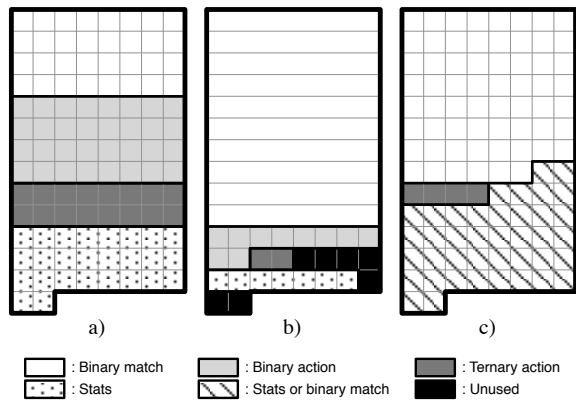 a)
b)
c)
: Binary match
: Binary action
: Ternary action
: Stats
: Stats or binary match
: Unused